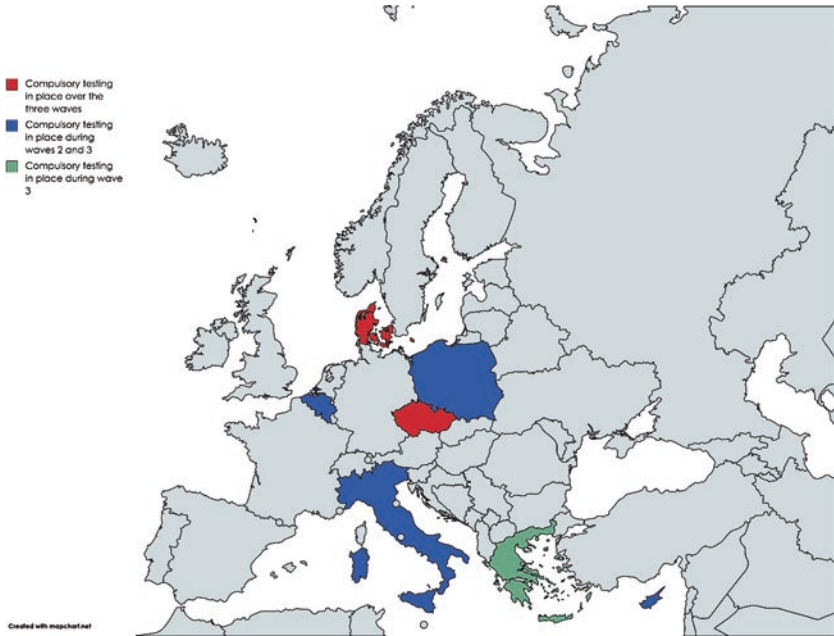 Compulsory testing
in place over the
three waves
Compulsory testing
in place during
waves 2 and 3
Compulsory testing
in place during wave
3
Created with mapchart.net